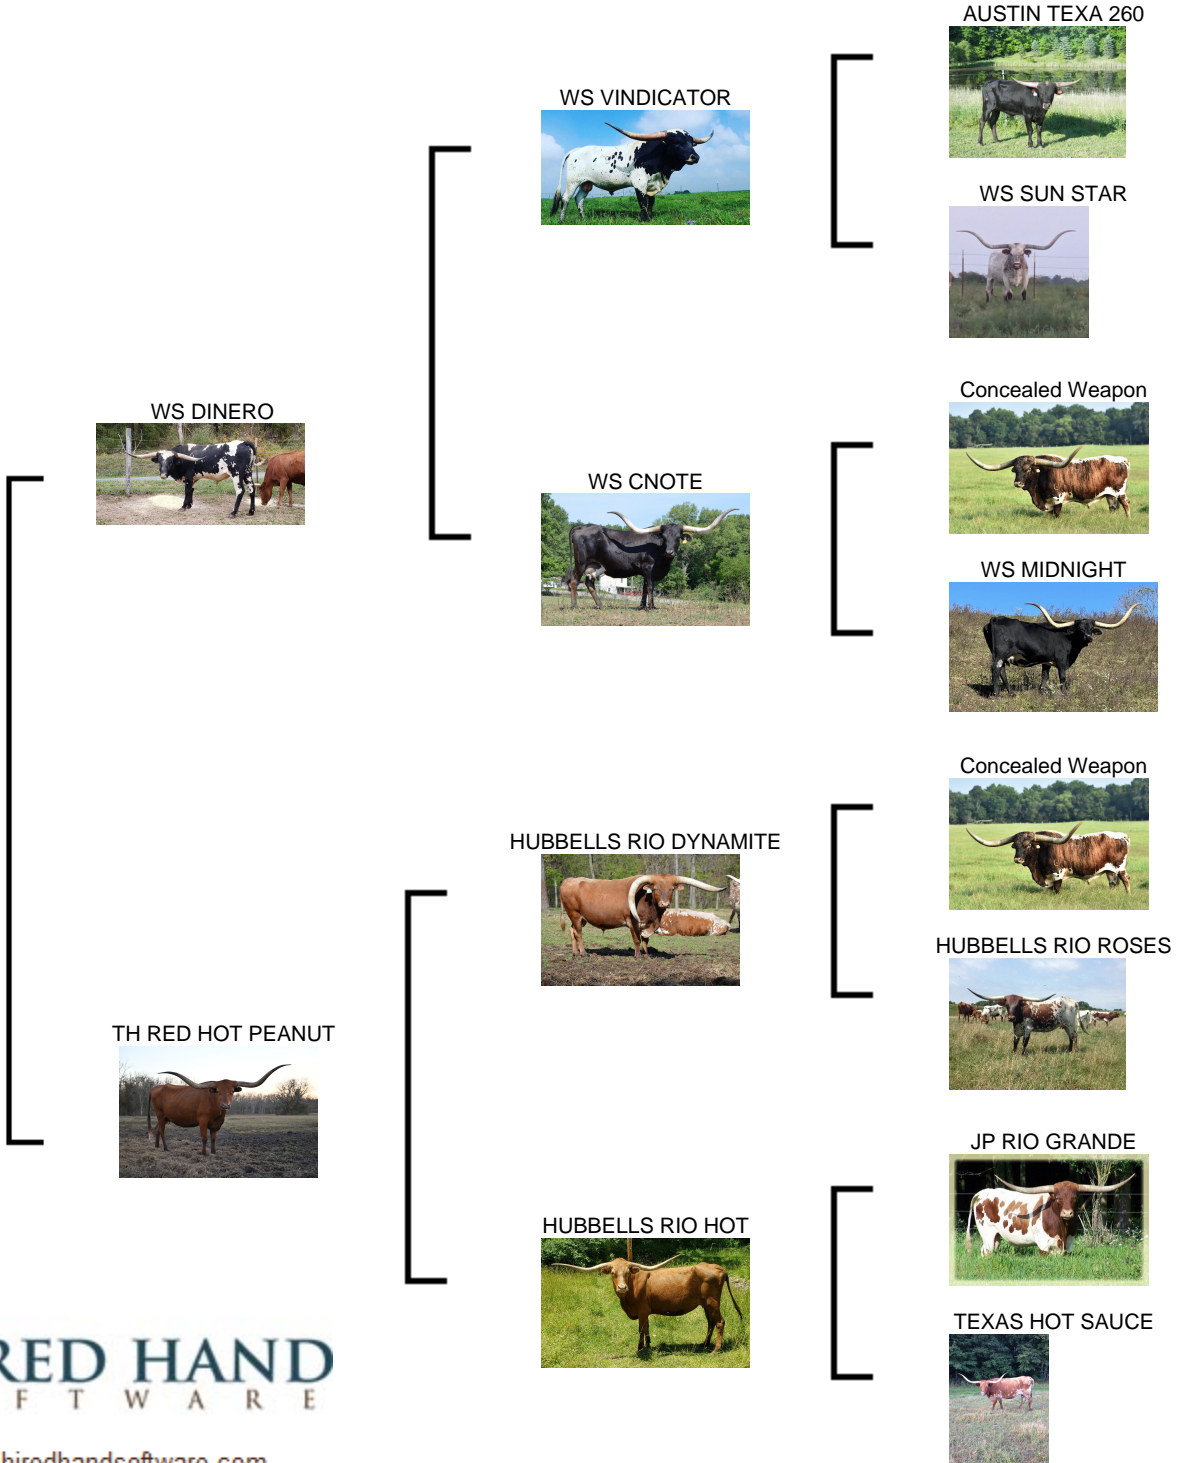 AUSTIN TEXA 260
WS VINDICATOR
WS SUN STAR
Concealed Weapon
WS DINERO
WS CNOTE
WS MIDNIGHT
Concealed Weapon
HUBBELLS RIO DYNAMITE
HUBBELLS RIO ROSES
TH RED HOT PEANUT
JP RIO GRANDE
HUBBELLS RIO HOT
TEXAS HOT SAUCE
RED HAND
F T W A R E
hiredhandsoftware.com